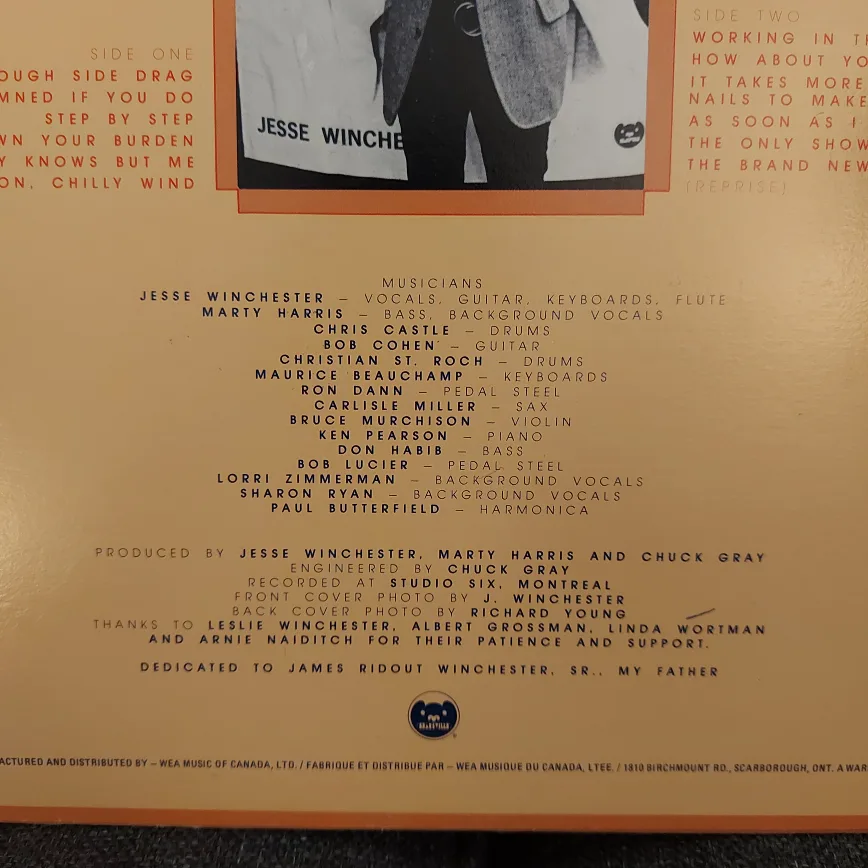 SIDE ONE
OUGH SIDE DRAG
MNED IF YOU DO
STEP BY STEP
WN YOUR BURDEN
Y KNOWS BUT ME
ON, CHILLY WIND
JESSE WINCHE
SIDE TWO
WORKING IN TH
HOW ABOUT YO
IT TAKES MORE
NAILS TO MAKE
AS SOON AS I
THE ONLY SHOW
THE BRAND NEW
(REPRISE)
MUSICIANS
JESSE WINCHESTER – VOCALS, GUITAR, KEYBOARDS, FLUTE
MARTY HARRIS – BASS, BACKGROUND VOCALS
CHRIS CASTLE – DRUMS
BOB COHEN – GUITAR
CHRISTIAN ST. ROCH – DRUMS
MAURICE BEAUCHAMP – KEYBOARDS
RON DANN – PEDAL STEEL
CARLISLE MILLER – SAX
BRUCE MURCHISON – VIOLIN
KEN PEARSON – PIANO
DON HABIB – BASS
BOB LUCIER – PEDAL STEEL
LORRI ZIMMERMAN – BACKGROUND VOCALS
SHARON RYAN – BACKGROUND VOCALS
PAUL BUTTERFIELD – HARMONICA
PRODUCED BY JESSE WINCHESTER, MARTY HARRIS AND CHUCK GRAY
ENGINEERED BY CHUCK GRAY
RECORDED AT STUDIO SIX, MONTREAL
FRONT COVER PHOTO BY J. WINCHESTER
BACK COVER PHOTO BY RICHARD YOUNG
THANKS TO LESLIE WINCHESTER, ALBERT GROSSMAN, LINDA WORTMAN
AND ARNIE NAIDITCH FOR THEIR PATIENCE AND SUPPORT.
DEDICATED TO JAMES RIDOUT WINCHESTER, SR., MY FATHER
BEARSVILLE
ACTURED AND DISTRIBUTED BY – WEA MUSIC OF CANADA, LTD. / FABRIQUE ET DISTRIBUE PAR – WEA MUSIQUE DU CANADA, LTEE. / 1810 BIRCHMOUNT RD., SCARBOROUGH, ONT. A WAR